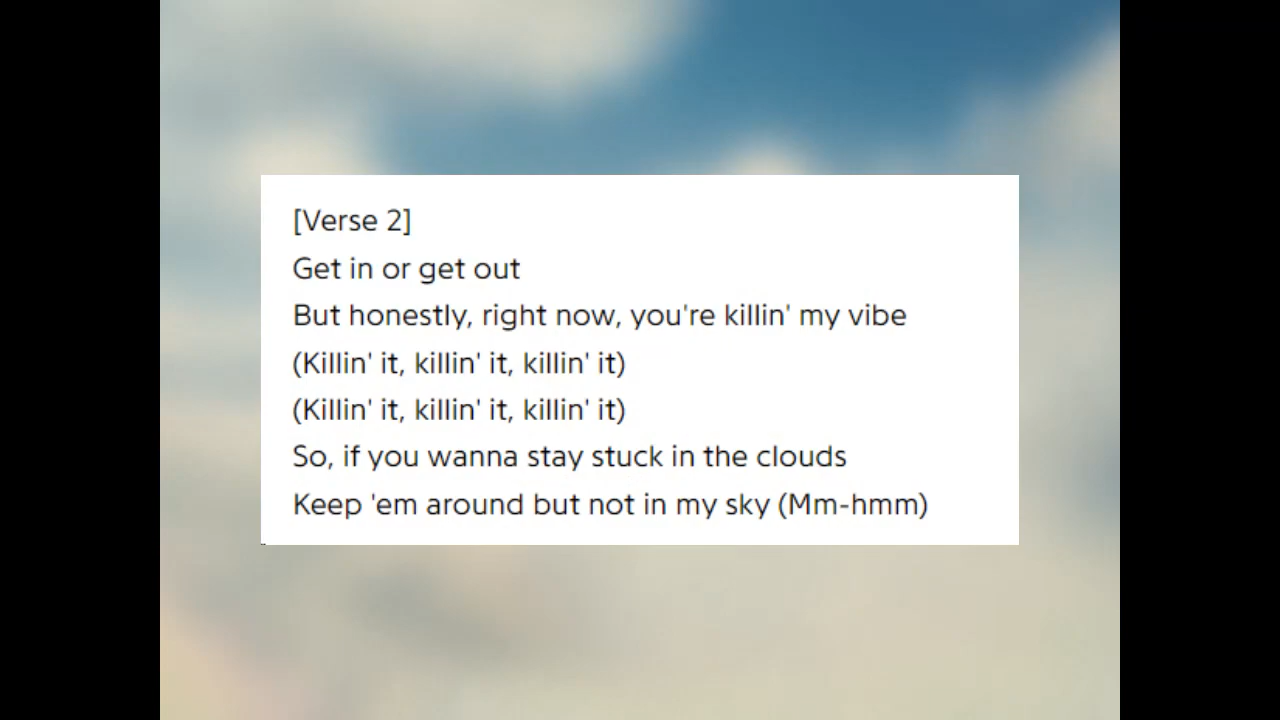 [Verse 2]
Get in or get out
But honestly, right now, you're killin' my vibe
(Killin' it, killin' it, killin' it)
(Killin' it, killin' it, killin' it)
So, if you wanna stay stuck in the clouds
Keep 'em around but not in my sky (Mm-hmm)